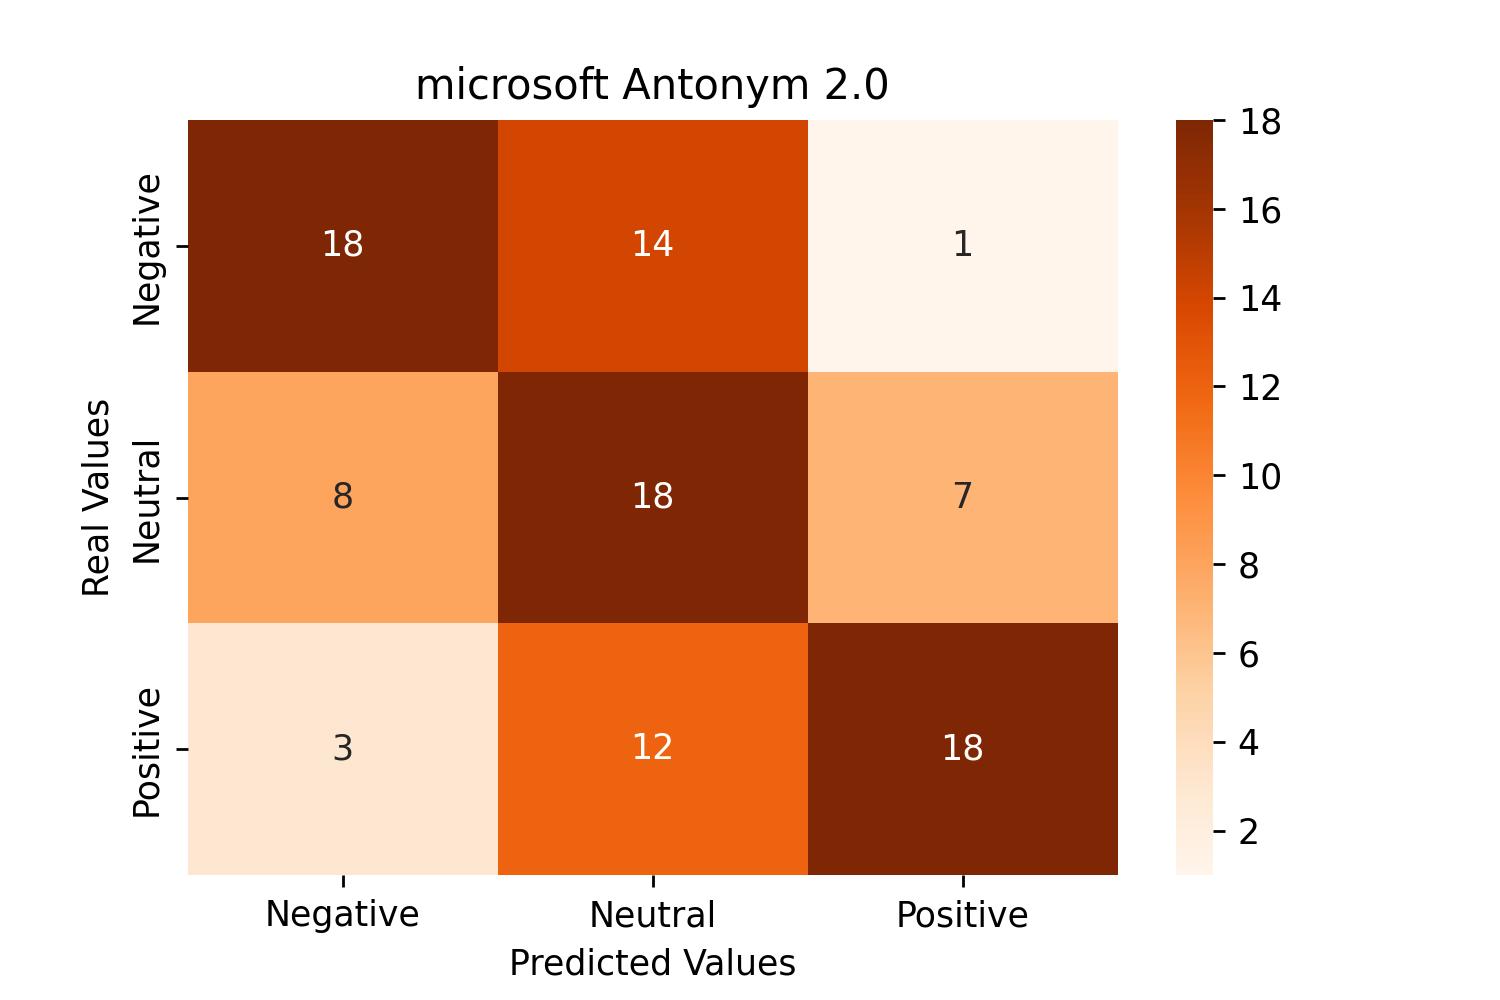 microsoft Antonym 2.0
Real Values
Negative
18 14 1
Neutral
8 18 7
Positive
3 12 18
Negative Neutral Positive
Predicted Values
18
16
14
12
10
8
6
4
2